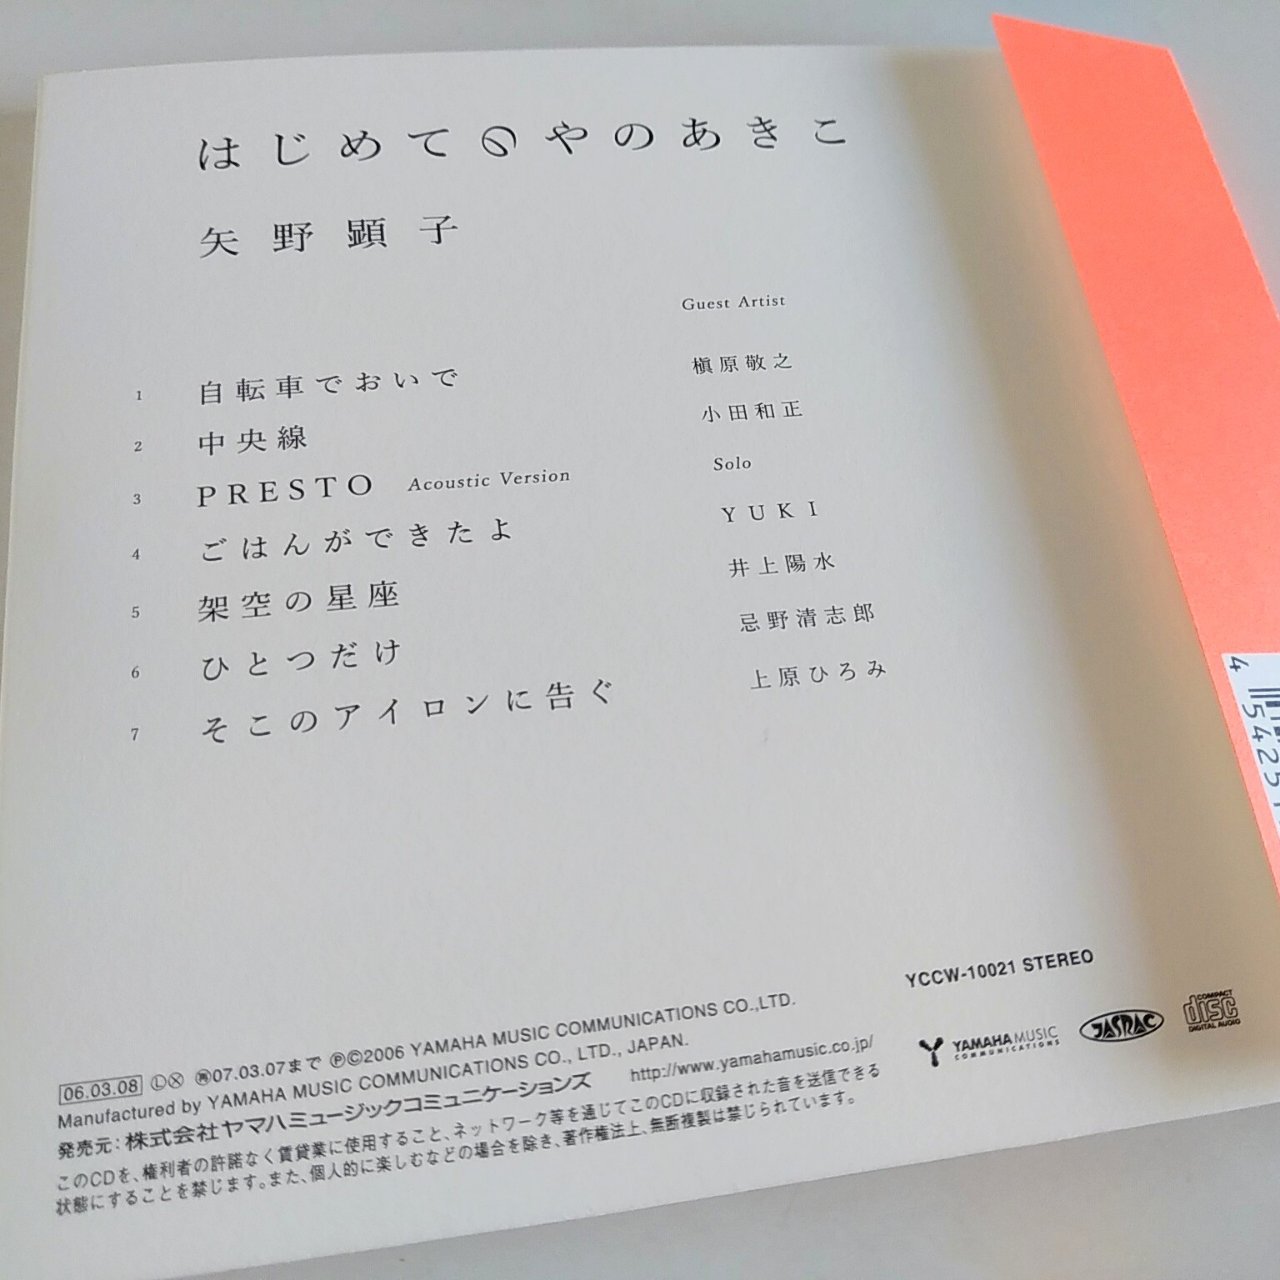 はじめてのやのあきこ
矢野顕子
Guest Artist
1 自転車でおいで 槇原敬之
2 中央線 小田和正
3 PRESTO Acoustic Version Solo
4 ごはんができたよ YUKI
5 架空の星座 井上陽水
6 ひとつだけ 忌野清志郎
7 そこのアイロンに告ぐ 上原ひろみ
YCCW-10021 STEREO
06.03.08 Ⓛ Ⓧ ㋹07.03.07まで ℗©2006 YAMAHA MUSIC COMMUNICATIONS CO.,LTD.
Manufactured by YAMAHA MUSIC COMMUNICATIONS CO., LTD., JAPAN.
発売元:株式会社ヤマハミュージックコミュニケーションズ http://www.yamahamusic.co.jp/
このCDを、権利者の許諾なく賃貸業に使用すること、ネットワーク等を通じてこのCDに収録された音を送信できる
状態にすることを禁じます。また、個人的に楽しむなどの場合を除き、著作権法上、無断複製は禁じられています。
YAMAHA MUSIC
COMMUNICATIONS
JASRAC
COMPACT
disc
DIGITAL AUDIO
4
5425